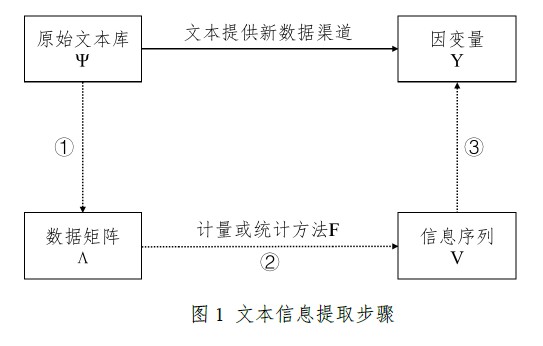 原始文本库
Ψ
文本提供新数据渠道
因变量
Y
①
③
数据矩阵
Λ
计量或统计方法F
②
信息序列
V
图 1 文本信息提取步骤